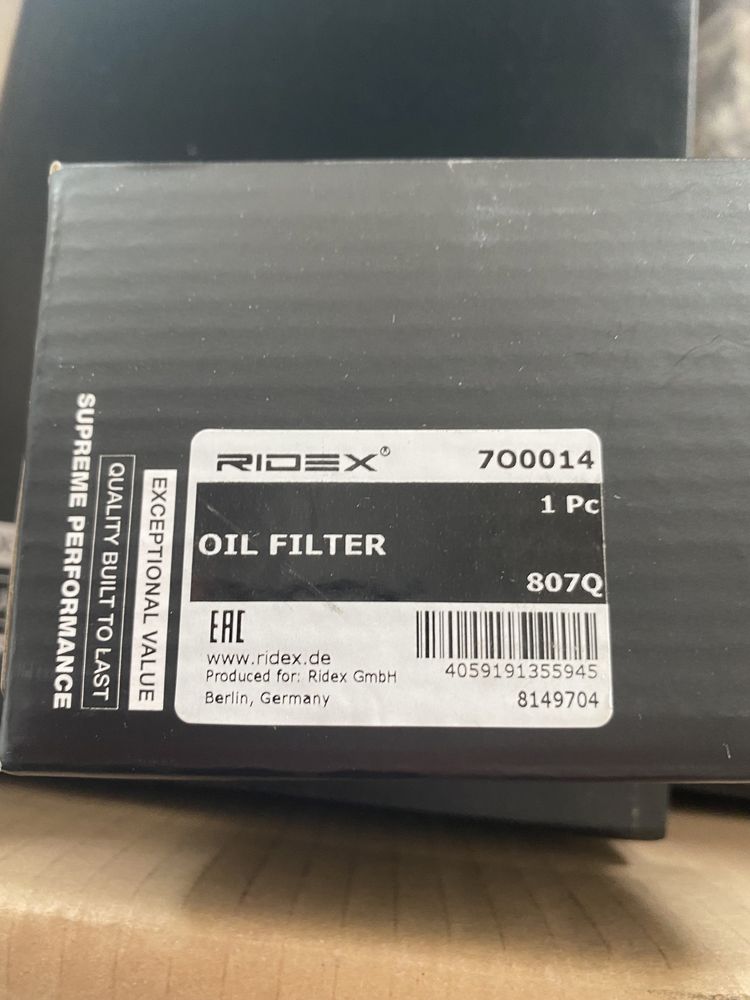 SUPREME PERFORMANCE
QUALITY BUILT TO LAST
EXCEPTIONAL VALUE
RIDEX® 7O0014
1 Pc
OIL FILTER
807Q
EAC
www.ridex.de
Produced for: Ridex GmbH
Berlin, Germany
4059191355945
8149704